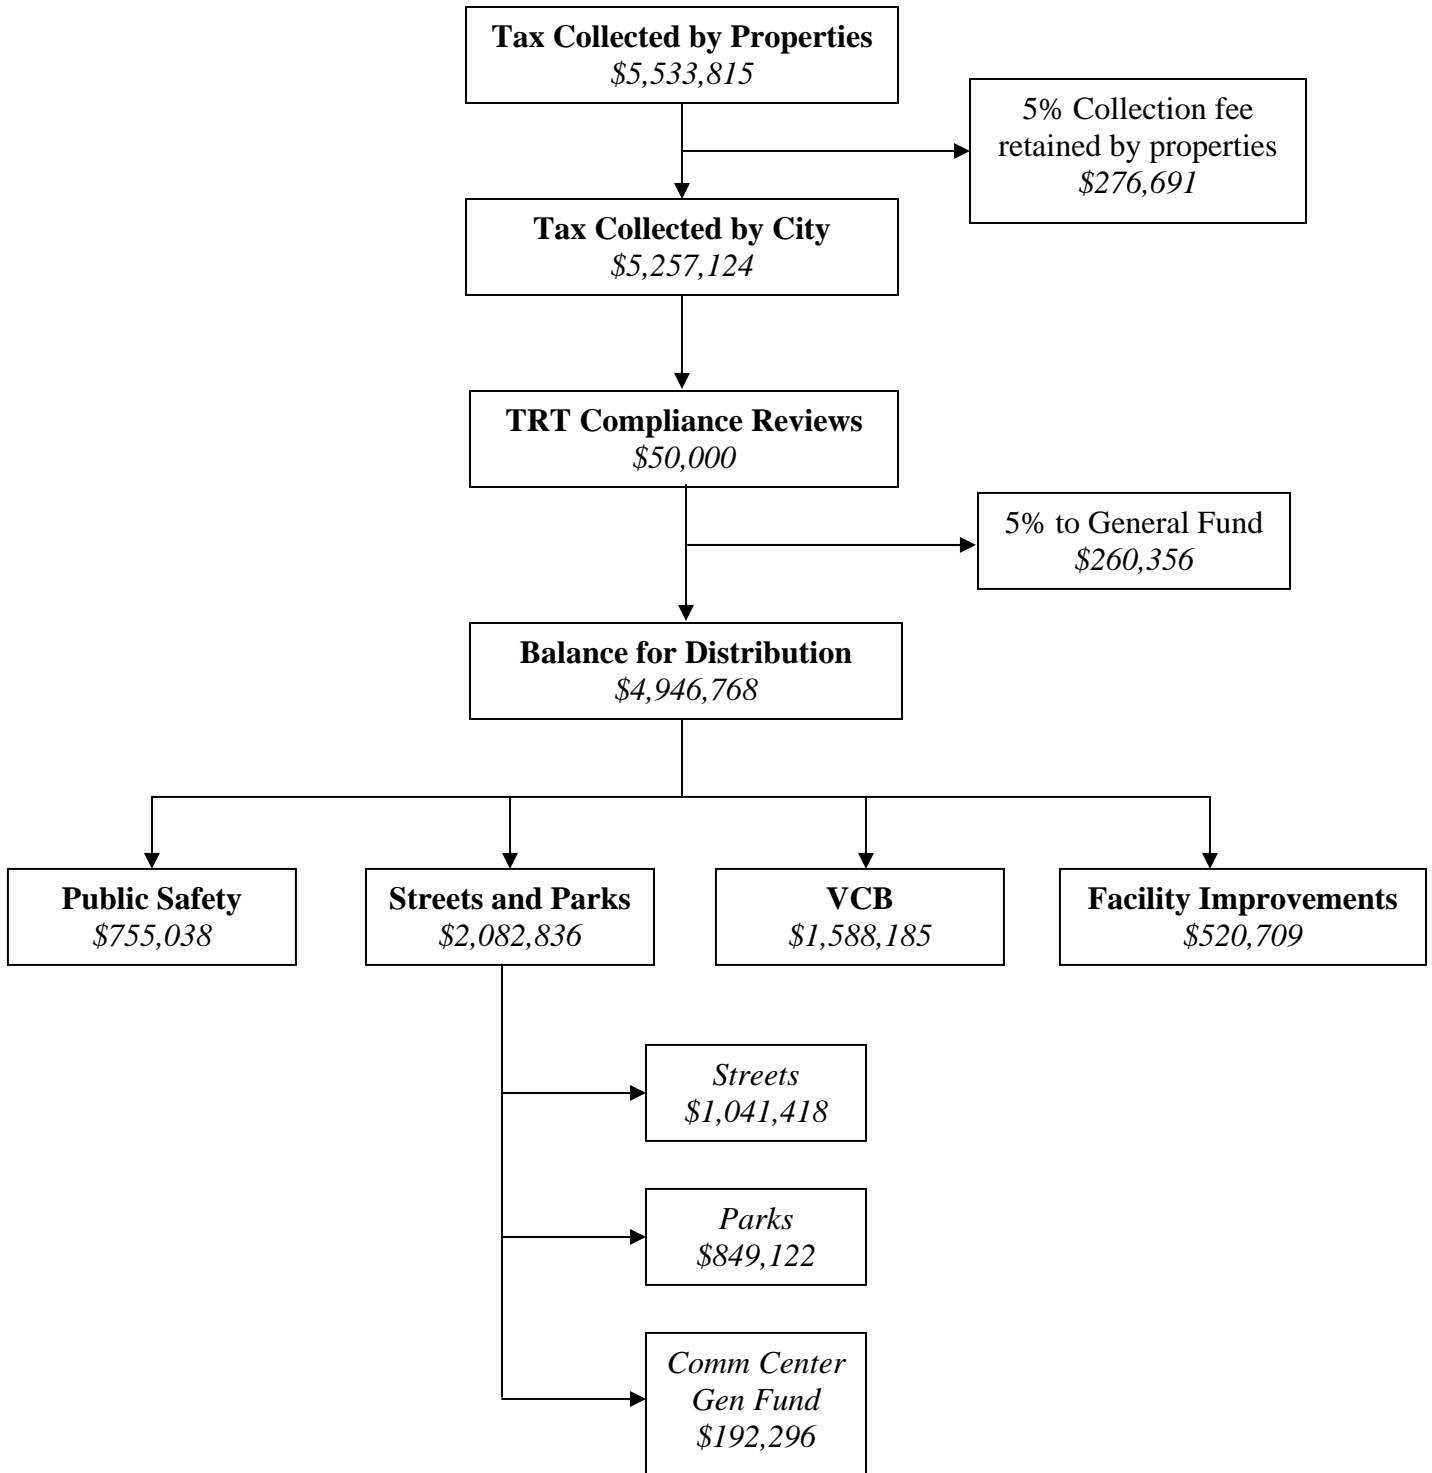 Tax Collected by Properties
$5,533,815
5% Collection fee
retained by properties
$276,691
Tax Collected by City
$5,257,124
TRT Compliance Reviews
$50,000
5% to General Fund
$260,356
Balance for Distribution
$4,946,768
Public Safety
$755,038
Streets and Parks
$2,082,836
VCB
$1,588,185
Facility Improvements
$520,709
Streets
$1,041,418
Parks
$849,122
Comm Center
Gen Fund
$192,296